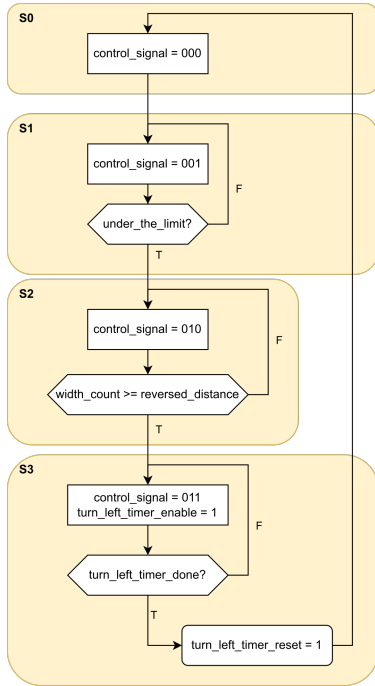 S0
control_signal = 000
S1
control_signal = 001
F
under_the_limit?
T
S2
control_signal = 010
F
width_count >= reversed_distance
T
S3
control_signal = 011
turn_left_timer_enable = 1
F
turn_left_timer_done?
T
turn_left_timer_reset = 1